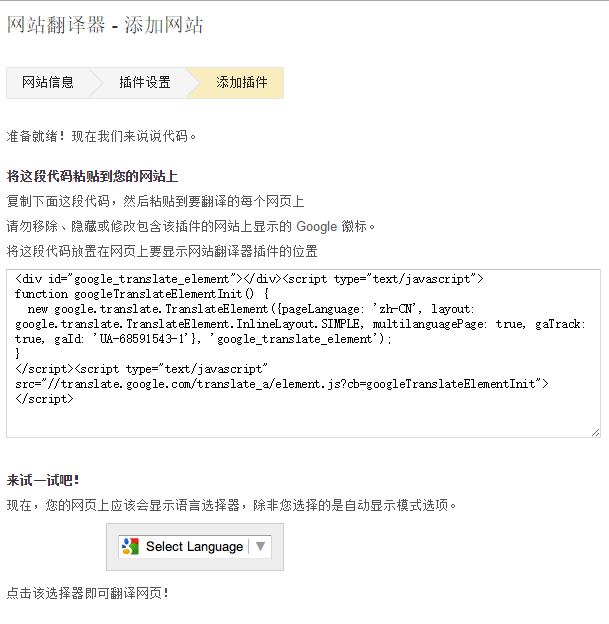 网站翻译器 - 添加网站
网站信息
插件设置
添加插件
准备就绪！现在我们来说说代码。
将这段代码粘贴到您的网站上
复制下面这段代码，然后粘贴到要翻译的每个网页上
请勿移除、隐藏或修改包含该插件的网站上显示的 Google 徽标。
将这段代码放置在网页上要显示网站翻译器插件的位置
<div id="google_translate_element"></div><script type="text/javascript">
function googleTranslateElementInit() {
  new google.translate.TranslateElement({pageLanguage: 'zh-CN', layout:
google.translate.TranslateElement.InlineLayout.SIMPLE, multilanguagePage: true, gaTrack:
true, gaId: 'UA-68591543-1'}, 'google_translate_element');
}
</script><script type="text/javascript"
src="//translate.google.com/translate_a/element.js?cb=googleTranslateElementInit">
</script>
来试一试吧！
现在，您的网页上应该会显示语言选择器，除非您选择的是自动显示模式选项。
Select Language
点击该选择器即可翻译网页！